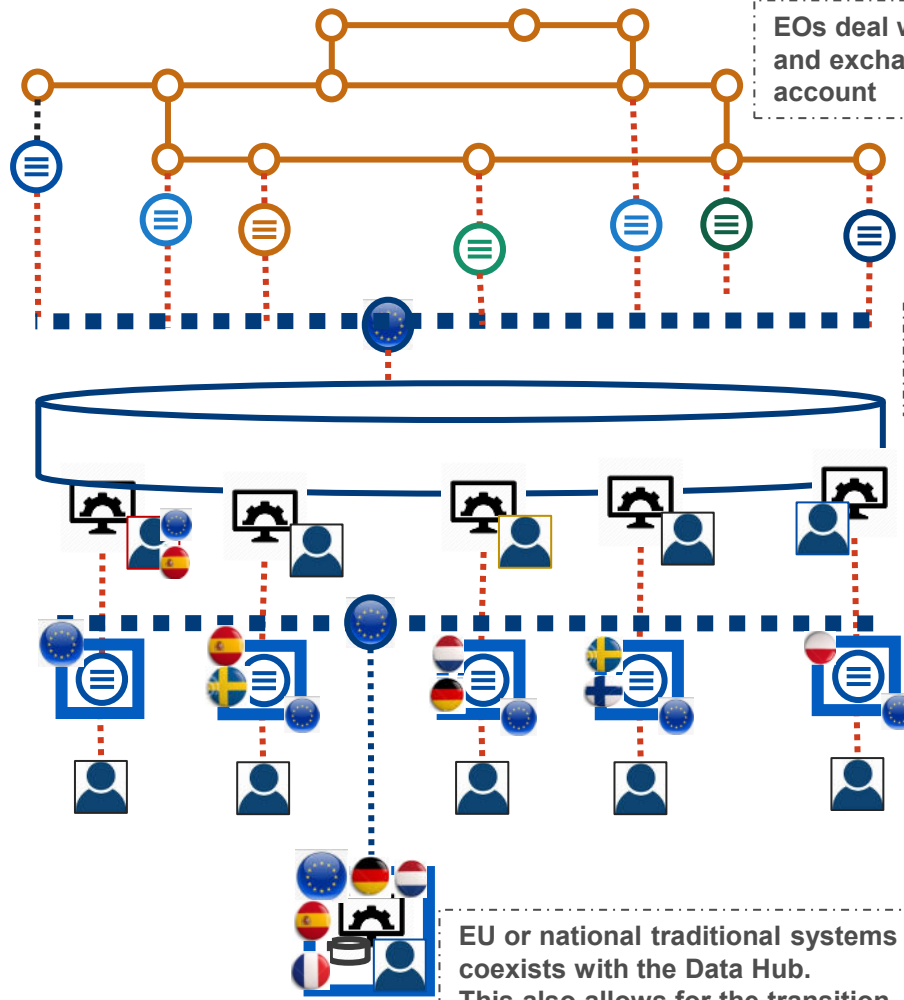 EOs deal
and
account
EU or national traditional systems
coexists with the Data Hub.
This also allows for the transition